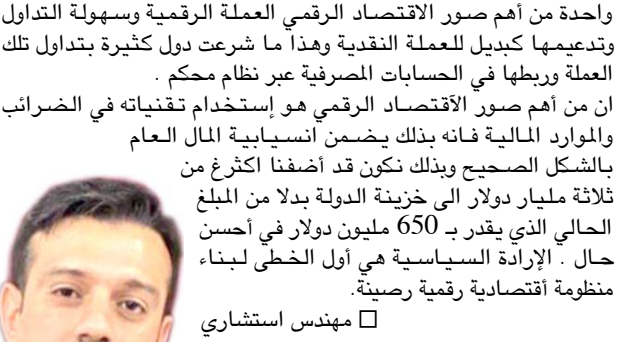 واحدة من أهم صور الاقتصاد الرقمي العملة الرقمية وسهولة التداول
وتدعيمها كبديل للعملة النقدية وهذا ما شرعت دول كثيرة بتداول تلك
العملة وربطها في الحسابات المصرفية عبر نظام محكم .
ان من أهم صور الآقتصاد الرقمي هو إستخدام تقنياته في الضرائب
والموارد المالية فانه بذلك يضمن انسيابية المال العام
بالشكل الصحيح وبذلك نكون قد أضفنا اكثرغ من
ثلاثة مليار دولار الى خزينة الدولة بدلا من المبلغ
الحالي الذي يقدر بـ 650 مليون دولار في أحسن
حال . الإرادة السياسية هي أول الخطى لبناء
منظومة أقتصادية رقمية رصينة.
□ مهندس استشاري